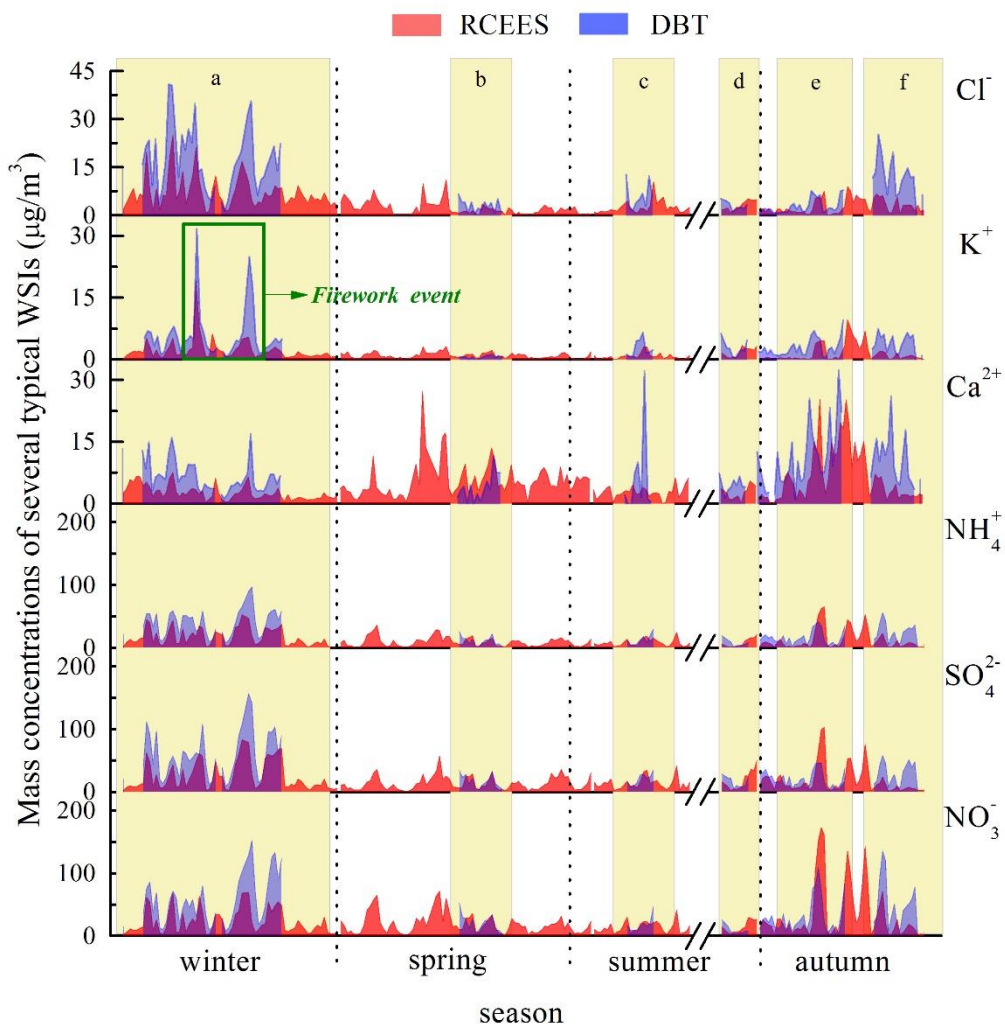 RCEES DBT
Mass concentrations of several typical WSIs (μg/m³)
a b c d e f
45
30
15
0
Cl⁻
30
15
0
K⁺
Firework event
30
15
0
Ca²⁺
200
100
0
NH₄⁺
200
100
0
SO₄²⁻
200
100
0
NO₃⁻
winter spring summer autumn
season